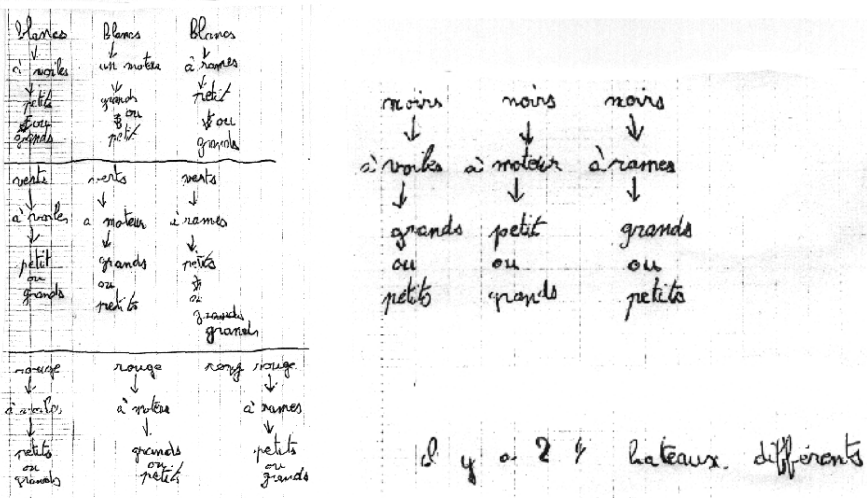 Blancs Blancs Blancs
à voiles un moteur à rames
petits grands petit
ou ou ou
grands petit grands
verts verts verts
à voiles a moteur à rames
petit grands petits
ou ou ou
grands petits grands
grands
rouge rouge rouge rouge
à voiles à moteur à rames
petits grands petits
ou ou ou
grands petits grands
noirs noirs noirs
à voiles à moteur à rames
grands petit grands
ou ou ou
petits grands petits
il y a 24 bateaux. différents